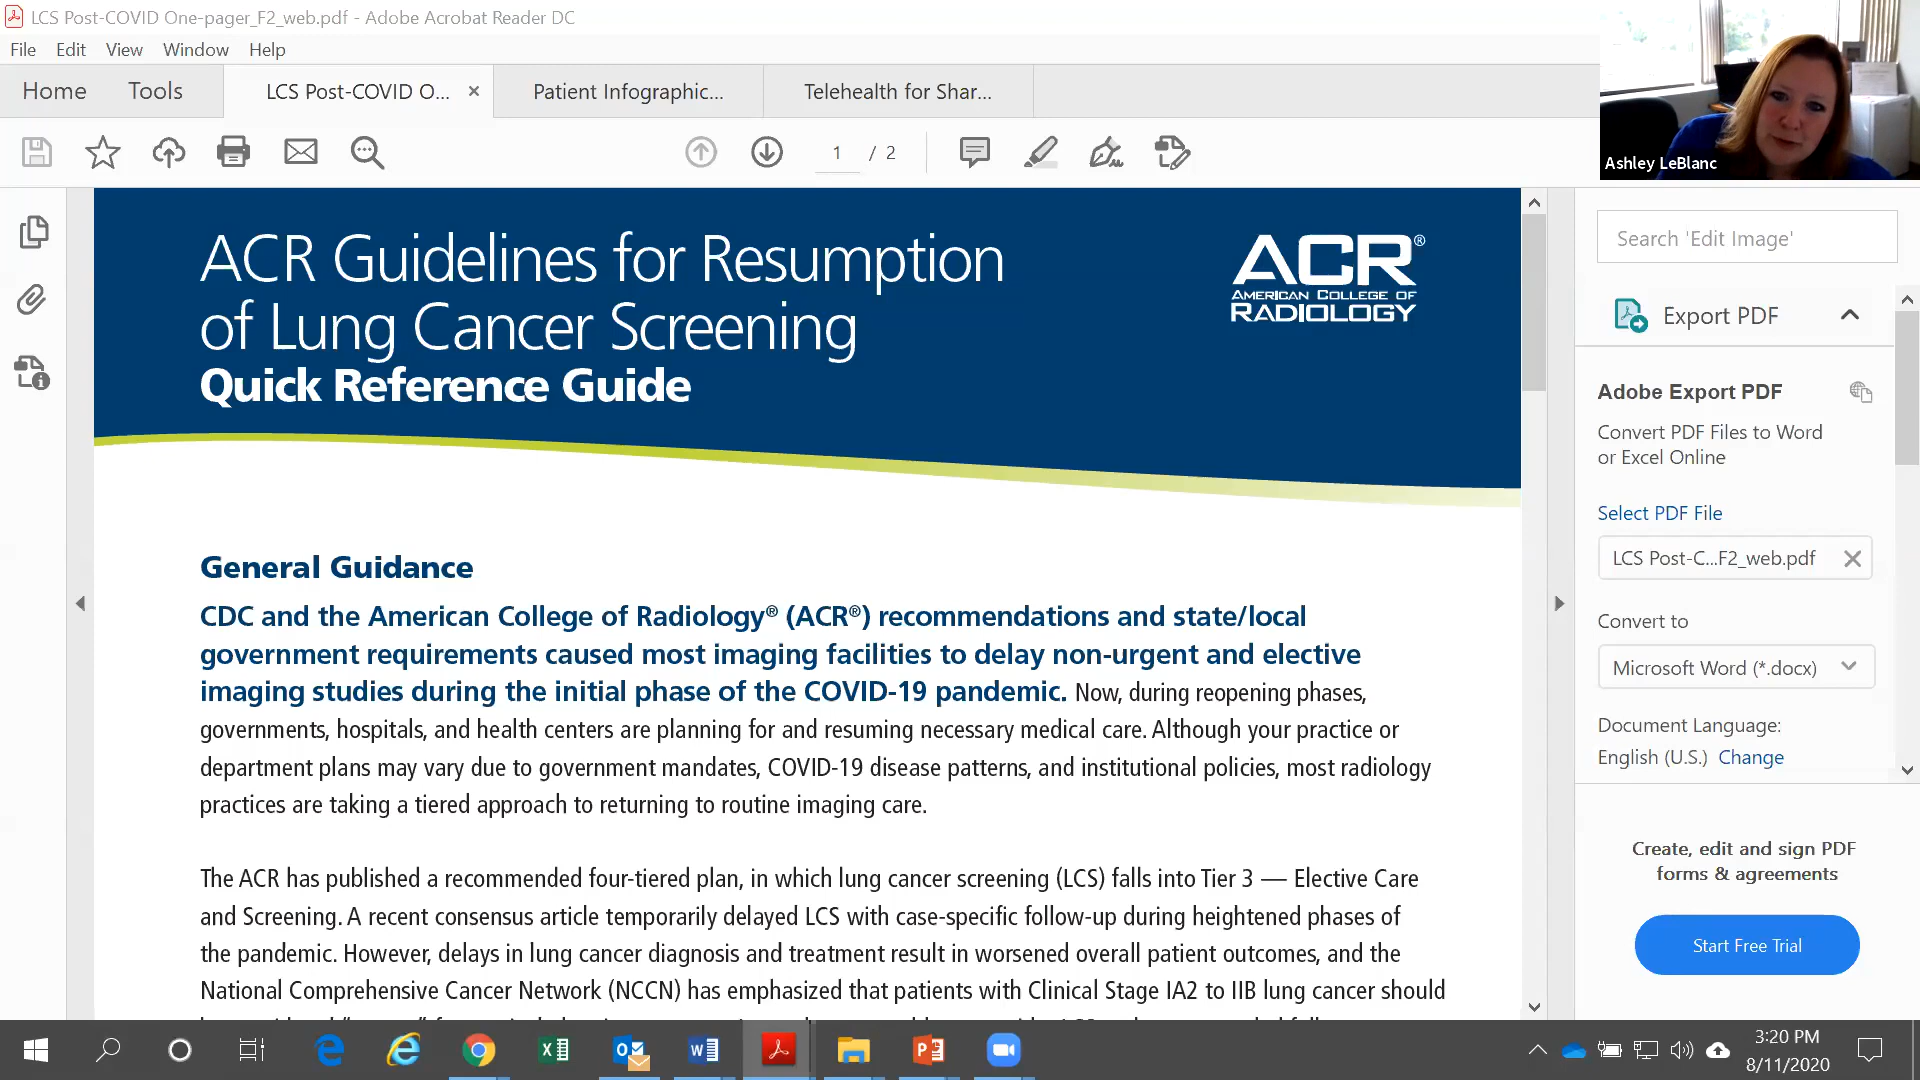 LCS Post-COVID One-pager_F2_web.pdf - Adobe Acrobat Reader DC
File Edit View Window Help
Home Tools LCS Post-COVID O... × Patient Infographic... Telehealth for Shar...
1 / 2
Ashley LeBlanc
ACR Guidelines for Resumption
of Lung Cancer Screening
Quick Reference Guide
ACR®
AMERICAN COLLEGE OF
RADIOLOGY
General Guidance
CDC and the American College of Radiology® (ACR®) recommendations and state/local
government requirements caused most imaging facilities to delay non-urgent and elective
imaging studies during the initial phase of the COVID-19 pandemic. Now, during reopening phases,
governments, hospitals, and health centers are planning for and resuming necessary medical care. Although your practice or
department plans may vary due to government mandates, COVID-19 disease patterns, and institutional policies, most radiology
practices are taking a tiered approach to returning to routine imaging care.
The ACR has published a recommended four-tiered plan, in which lung cancer screening (LCS) falls into Tier 3 — Elective Care
and Screening. A recent consensus article temporarily delayed LCS with case-specific follow-up during heightened phases of
the pandemic. However, delays in lung cancer diagnosis and treatment result in worsened overall patient outcomes, and the
National Comprehensive Cancer Network (NCCN) has emphasized that patients with Clinical Stage IA2 to IIB lung cancer should
Search 'Edit Image'
Export PDF
Adobe Export PDF
Convert PDF Files to Word
or Excel Online
Select PDF File
LCS Post-C...F2_web.pdf
Convert to
Microsoft Word (*.docx)
Document Language:
English (U.S.) Change
Create, edit and sign PDF
forms & agreements
Start Free Trial
3:20 PM
8/11/2020